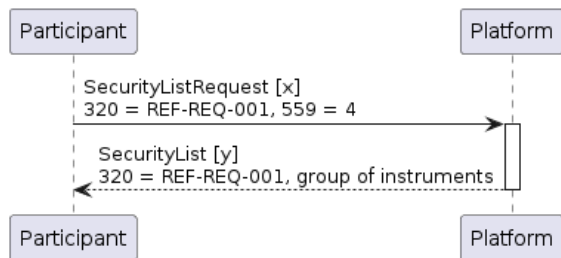 Participant
Platform
SecurityListRequest [x]
320 = REF-REQ-001, 559 = 4
SecurityList [y]
320 = REF-REQ-001, group of instruments
Participant
Platform